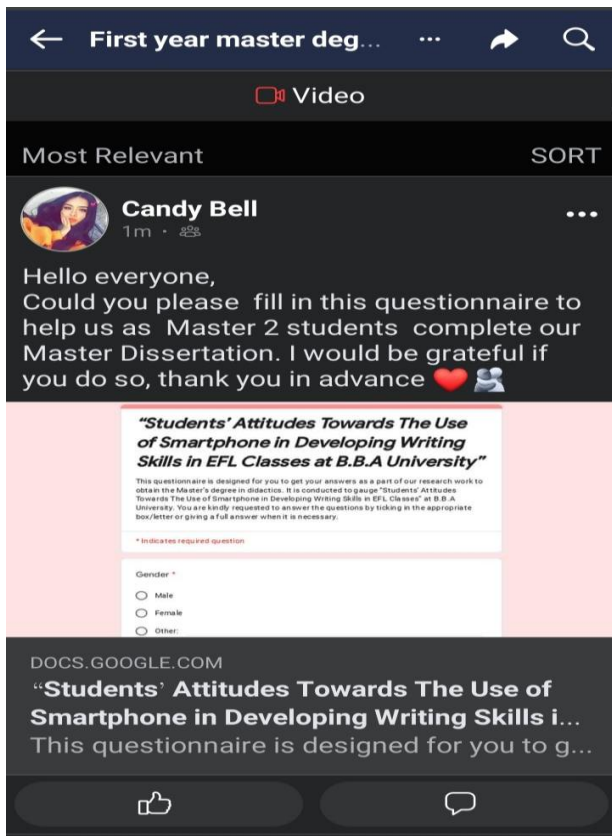 First year master deg...
Video
Most Relevant
SORT
Candy Bell
1m ·
Hello everyone,
Could you please fill in this questionnaire to
help us as Master 2 students complete our
Master Dissertation. I would be grateful if
you do so, thank you in advance ❤️🫂
“Students’ Attitudes Towards The Use
of Smartphone in Developing Writing
Skills in EFL Classes at B.B.A University”
This questionnaire is designed for you to get your answers as a part of our research work to
obtain the Master's degree in didactics. It is conducted to gauge "Students' Attitudes
Towards The Use of Smartphone in Developing Writing Skills in EFL Classes" at B.B.A
University. You are kindly requested to answer the questions by ticking in the appropriate
box/letter or giving a full answer when it is necessary.
* Indicates required question
Gender *
Male
Female
Other:
DOCS.GOOGLE.COM
“Students’ Attitudes Towards The Use of
Smartphone in Developing Writing Skills i...
This questionnaire is designed for you to g...